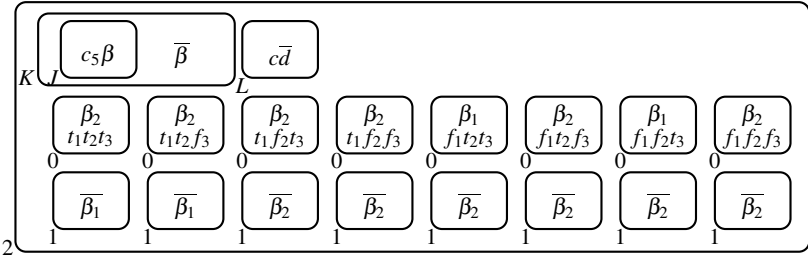 c₅β β̅ c d̅
K J L
β₂ β₂ β₂ β₂ β₁ β₂ β₁ β₂
t₁t₂t₃ t₁t₂f₃ t₁f₂t₃ t₁f₂f₃ f₁t₂t₃ f₁t₂f₃ f₁f₂t₃ f₁f₂f₃
0 0 0 0 0 0 0 0
β̅₁ β̅₁ β̅₂ β̅₂ β̅₂ β̅₂ β̅₂ β̅₂
1 1 1 1 1 1 1 1
2